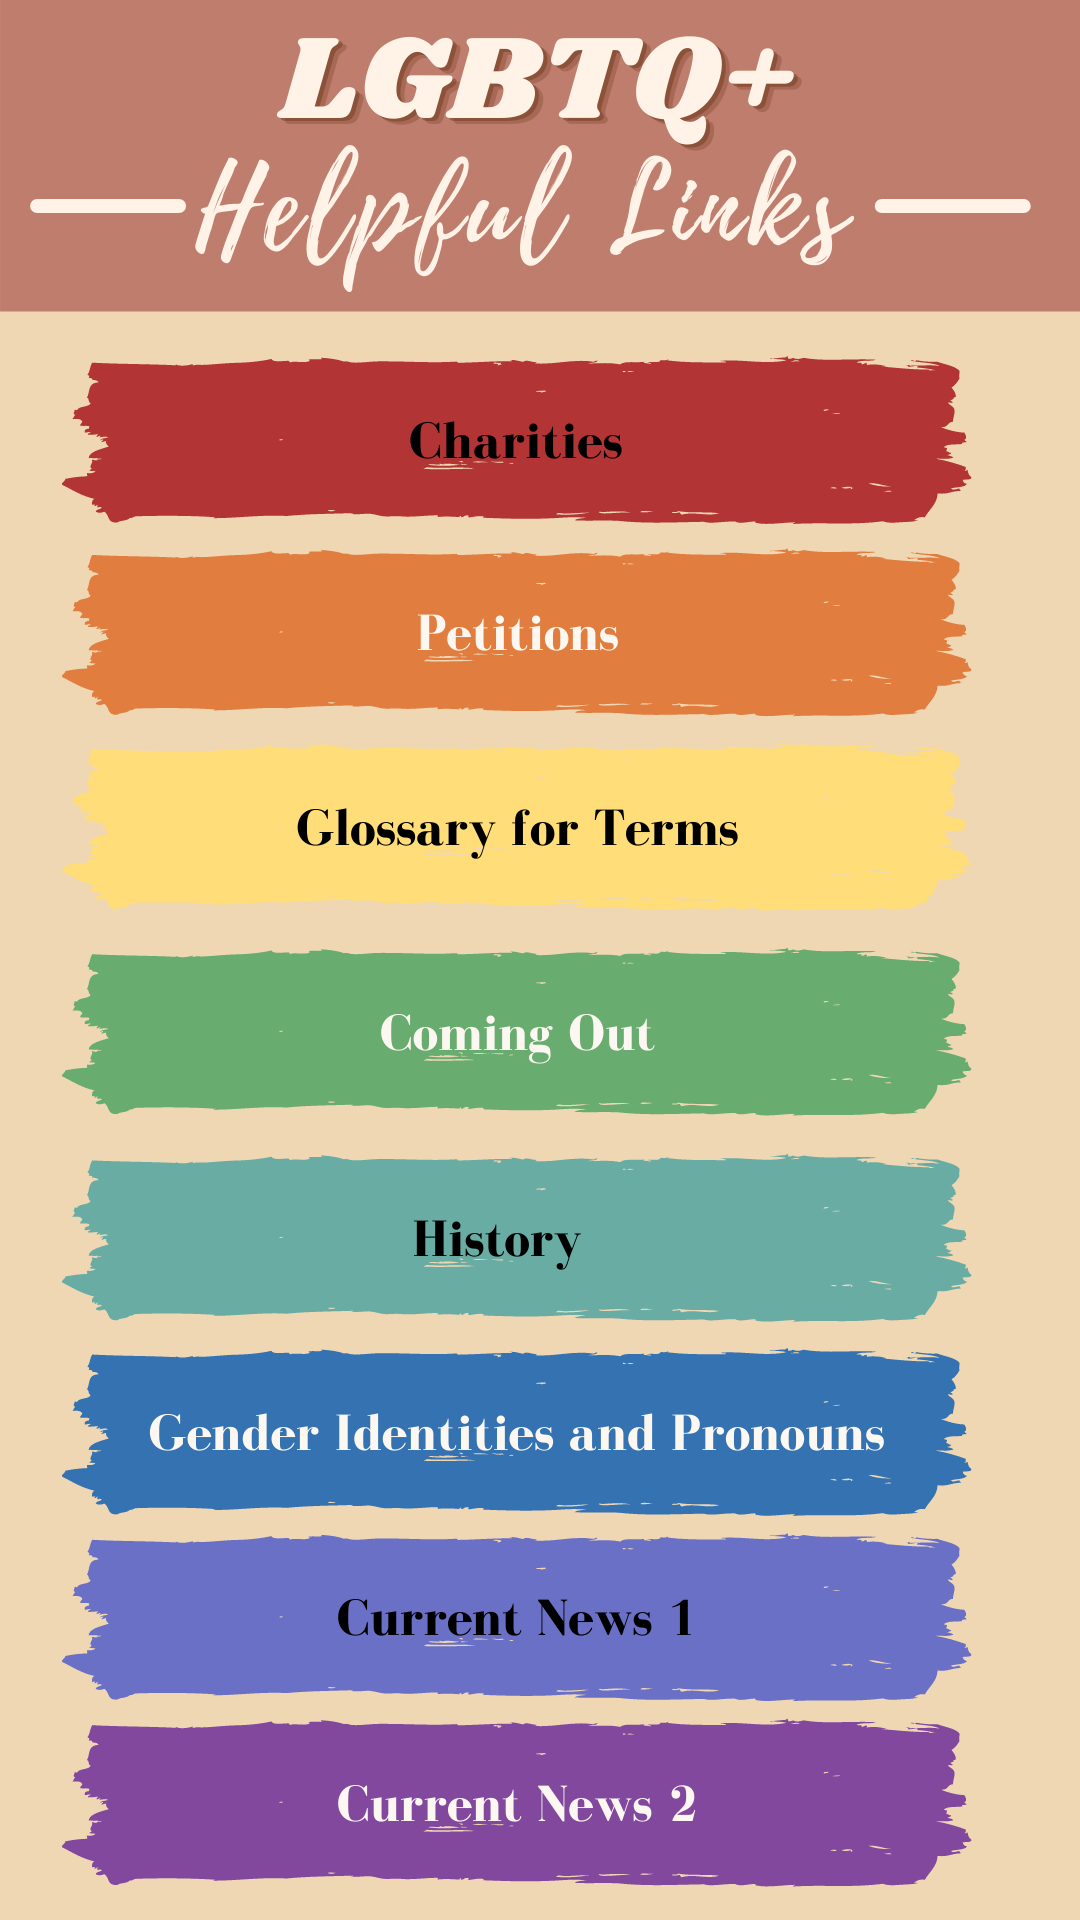 LGBTQ+
Helpful Links
Charities
Petitions
Glossary for Terms
Coming Out
History
Gender Identities and Pronouns
Current News 1
Current News 2